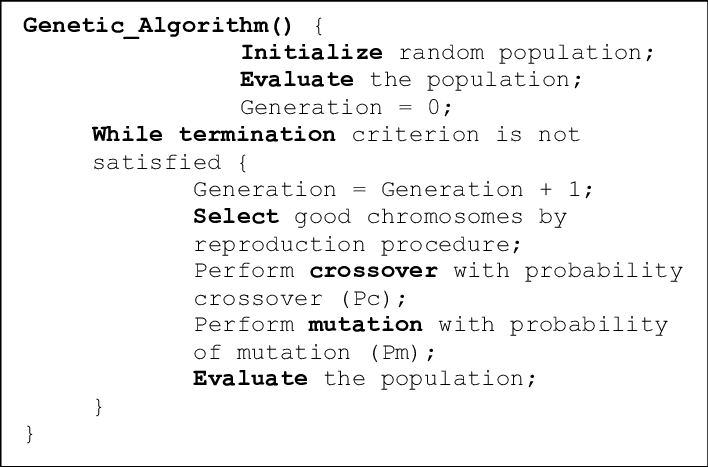 Genetic_Algorithm() {
Initialize random population;
Evaluate the population;
Generation = 0;
While termination criterion is not
satisfied {
Generation = Generation + 1;
Select good chromosomes by
reproduction procedure;
Perform crossover with probability
crossover (Pc);
Perform mutation with probability
of mutation (Pm);
Evaluate the population;
}
}